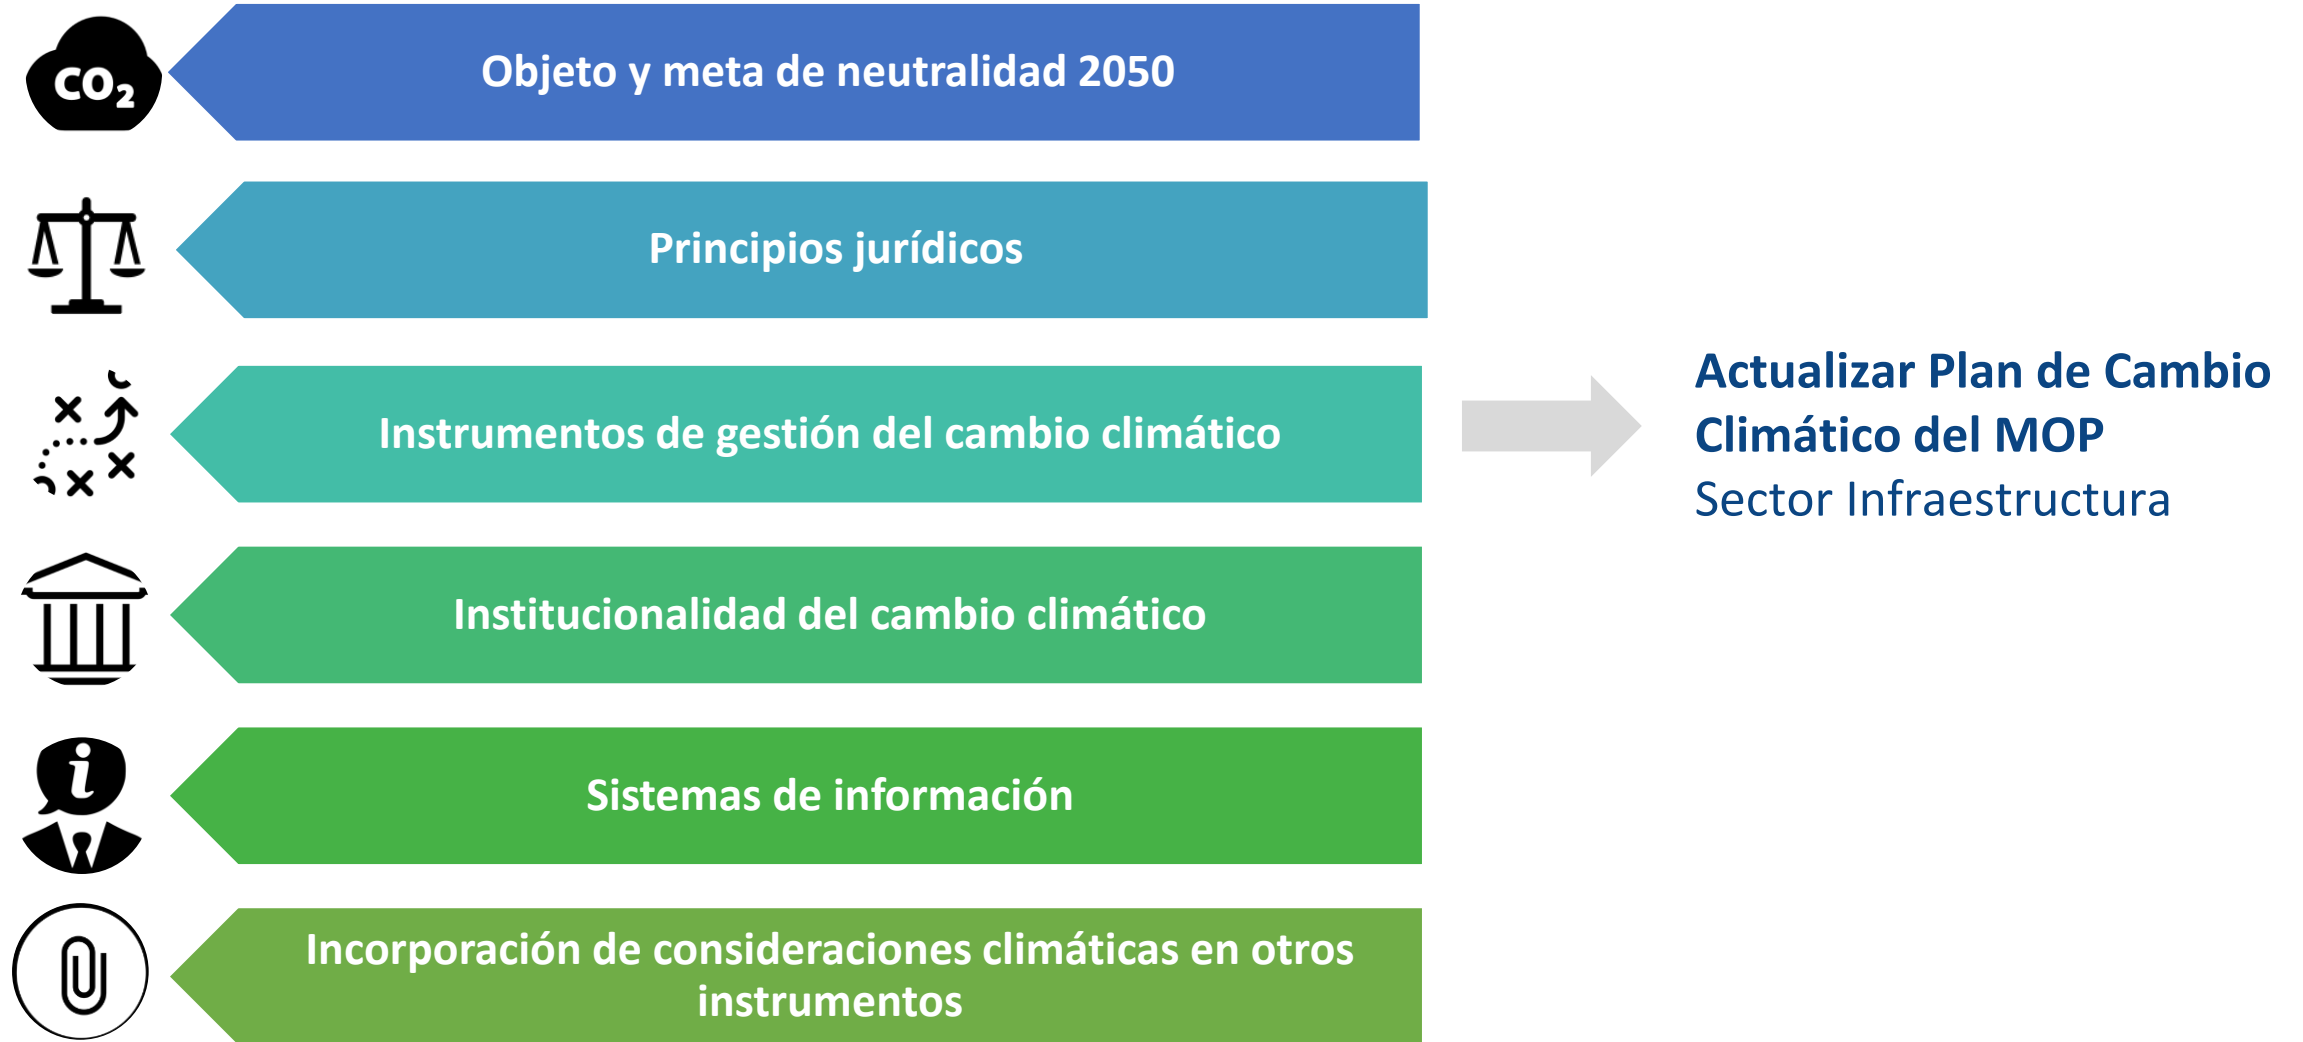 CO₂
Objeto y meta de neutralidad 2050
Principios jurídicos
Instrumentos de gestión del cambio climático
Actualizar Plan de Cambio
Climático del MOP
Sector Infraestructura
Institucionalidad del cambio climático
i
Sistemas de información
Incorporación de consideraciones climáticas en otros
instrumentos